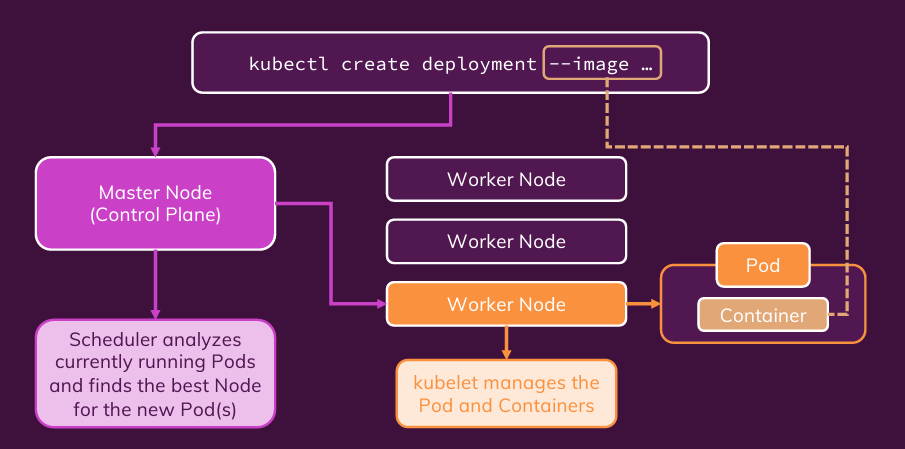 kubectl create deployment --image …
Master Node
(Control Plane)
Worker Node
Worker Node
Worker Node
Pod
Container
Scheduler analyzes
currently running Pods
and finds the best Node
for the new Pod(s)
kubelet manages the
Pod and Containers